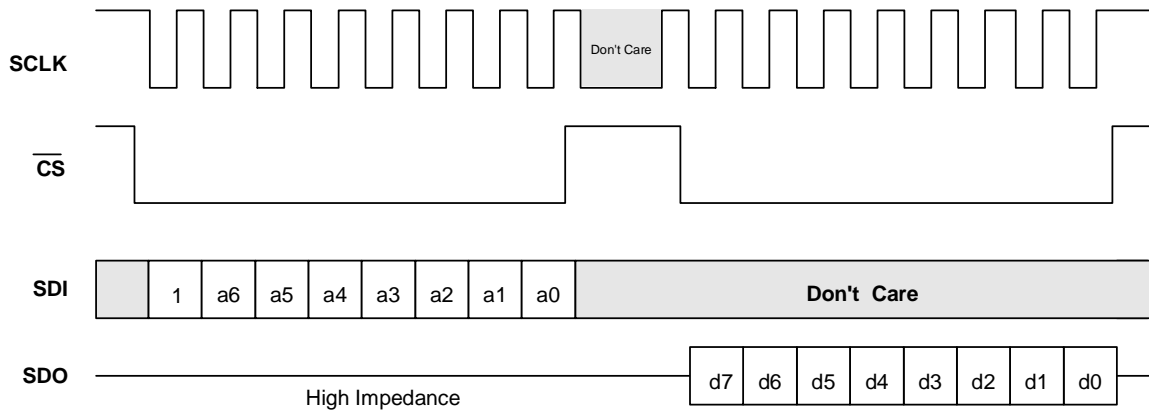 Don't Care
SCLK
CS
SDI 1 a6 a5 a4 a3 a2 a1 a0 Don't Care
SDO d7 d6 d5 d4 d3 d2 d1 d0
High Impedance